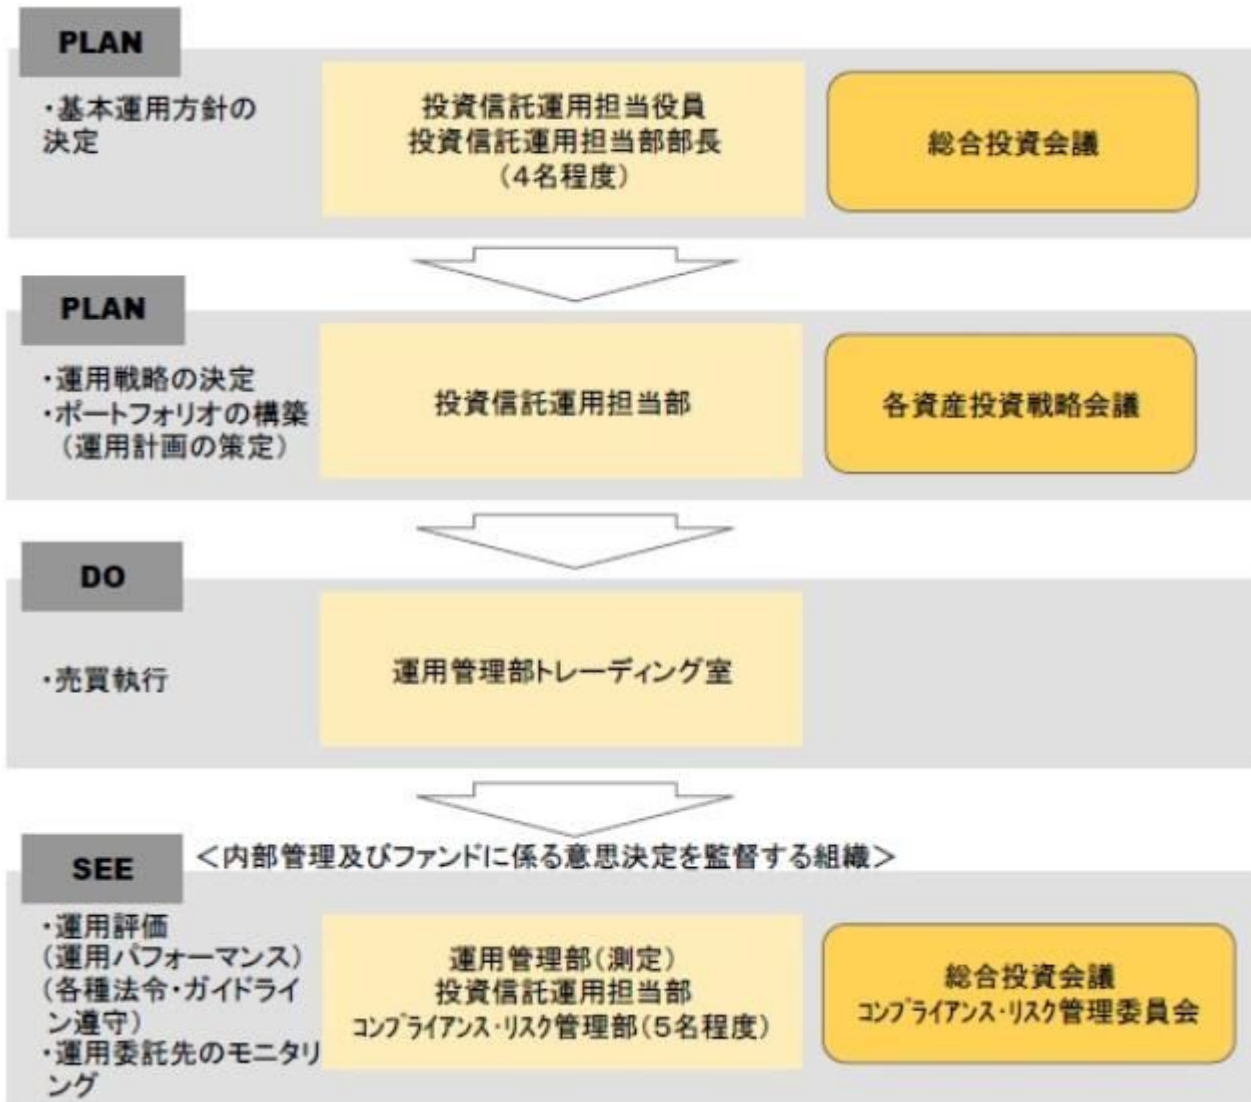 PLAN
・基本運用方針の
決定
投資信託運用担当役員
投資信託運用担当部部長
(4名程度)
総合投資会議
PLAN
・運用戦略の決定
・ポートフォリオの構築
(運用計画の策定)
投資信託運用担当部
各資産投資戦略会議
DO
・売買執行
運用管理部トレーディング室
SEE
<内部管理及びファンドに係る意思決定を監督する組織>
・運用評価
(運用パフォーマンス)
(各種法令・ガイドライ
ン遵守)
・運用委託先のモニタリ
ング
運用管理部(測定)
投資信託運用担当部
コンプライアンス・リスク管理部(5名程度)
総合投資会議
コンプライアンス・リスク管理委員会